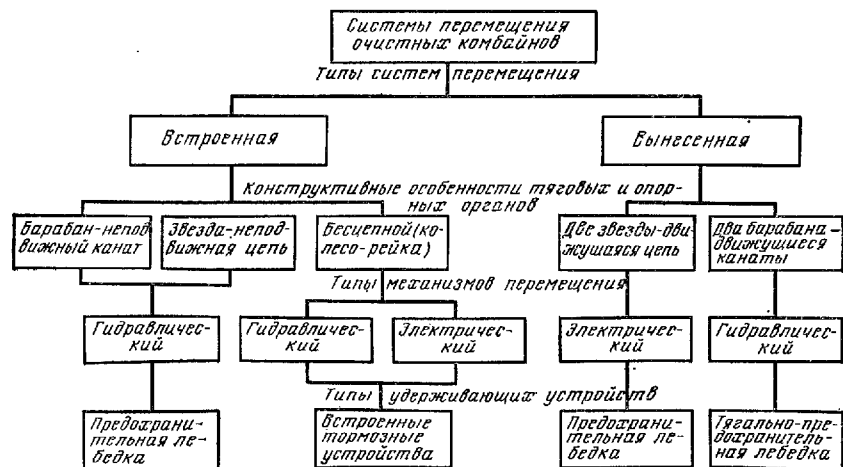 Системы перемещения
очистных комбайнов
Типы систем перемещения
Встроенная
Вынесенная
Конструктивные особенности тяговых и опор-
ных органов
Барабан-непод
вижный канат
Звезда-непод-
вижная цепь
Бесцепной (ко-
лесо-рейка)
Две звезды-дви-
жушаяся цепь
Два барабана-
движущиеся
канаты
Типы механизмов перемещения
Гидравличес-
кий
Гидравличес-
кий
Электричес-
кий
Электричес-
кий
Гидравличес-
кий
Типы удерживающих устройств
Предохрани-
тельная ле-
бедка
Встроенные
тормозные
устройства
Предохрани-
тельная ле-
бедка
Тягально-пре-
дохранитель-
ная лебедка